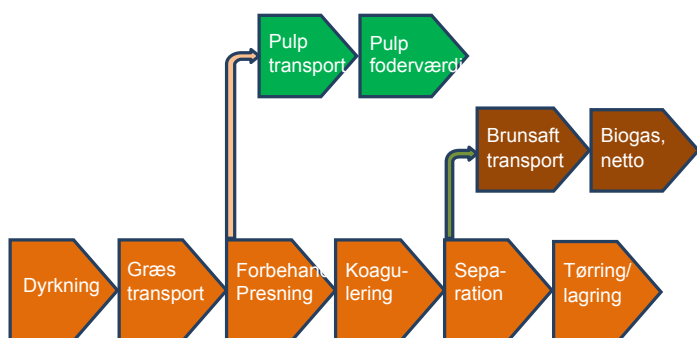 Pulp
transport
Pulp
foderværdi
Brunsaft
transport
Biogas,
netto
Dyrkning
Græs
transport
Forbehand
Presning
Koagu-
lering
Sepa-
ration
Tørring/
lagring